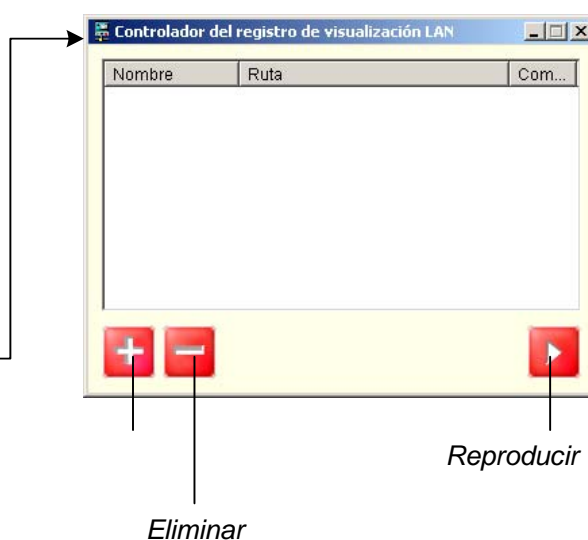 Controlador del registro de visualización LAN
Nombre Ruta Com...
Reproducir
Eliminar